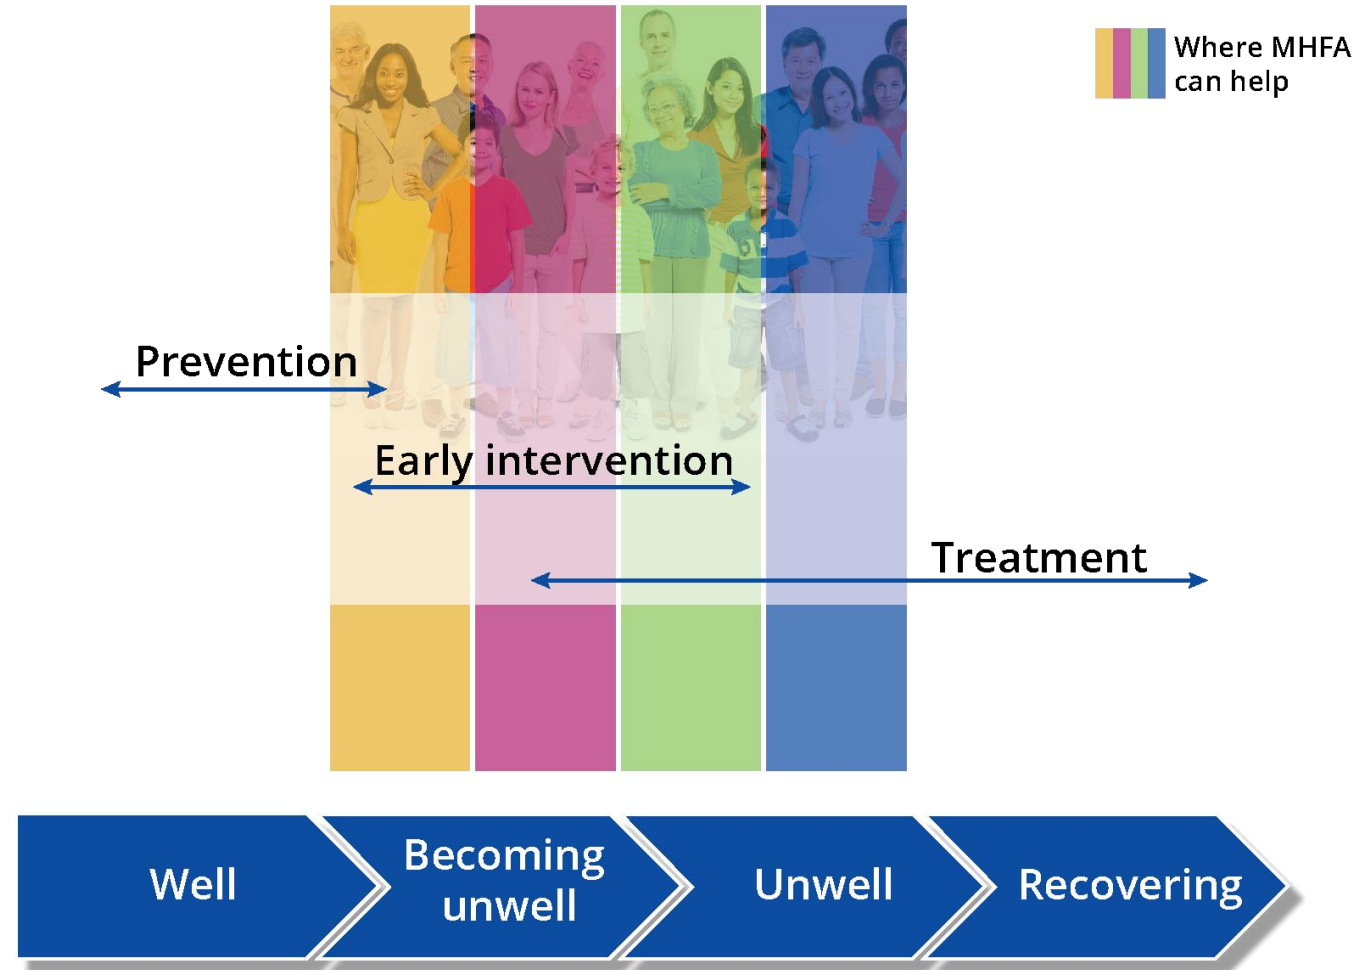 Where MHFA
can help
Prevention
Early intervention
Treatment
Well
Becoming
unwell
Unwell
Recovering